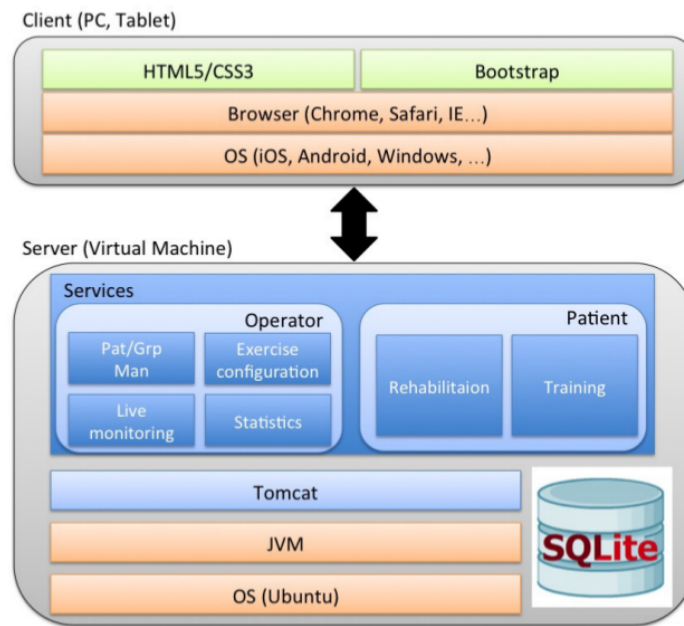 Client (PC, Tablet)
HTML5/CSS3
Bootstrap
Browser (Chrome, Safari, IE...)
OS (iOS, Android, Windows, ...)
Server (Virtual Machine)
Services
Operator
Pat/Grp
Man
Exercise
configuration
Live
monitoring
Statistics
Patient
Rehabilitaion
Training
Tomcat
JVM
OS (Ubuntu)
SQLite